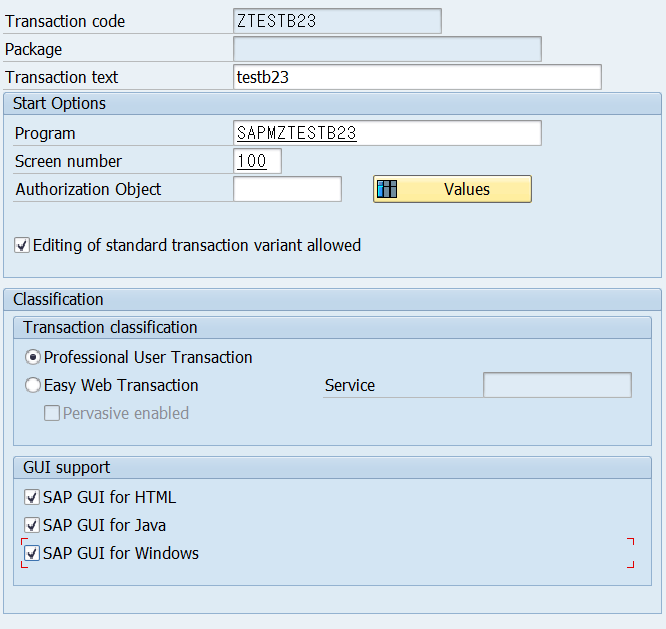 Transaction code ZTESTB23
Package
Transaction text testb23
Start Options
Program SAPMZTESTB23
Screen number 100
Authorization Object Values
Editing of standard transaction variant allowed
Classification
Transaction classification
Professional User Transaction
Easy Web Transaction Service
Pervasive enabled
GUI support
SAP GUI for HTML
SAP GUI for Java
SAP GUI for Windows